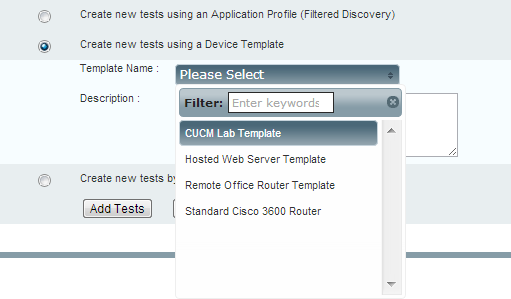 Create new tests using an Application Profile (Filtered Discovery)
Create new tests using a Device Template
Template Name :
Please Select
Filter: Enter keywords
Description :
CUCM Lab Template
Hosted Web Server Template
Remote Office Router Template
Standard Cisco 3600 Router
Create new tests by
Add Tests